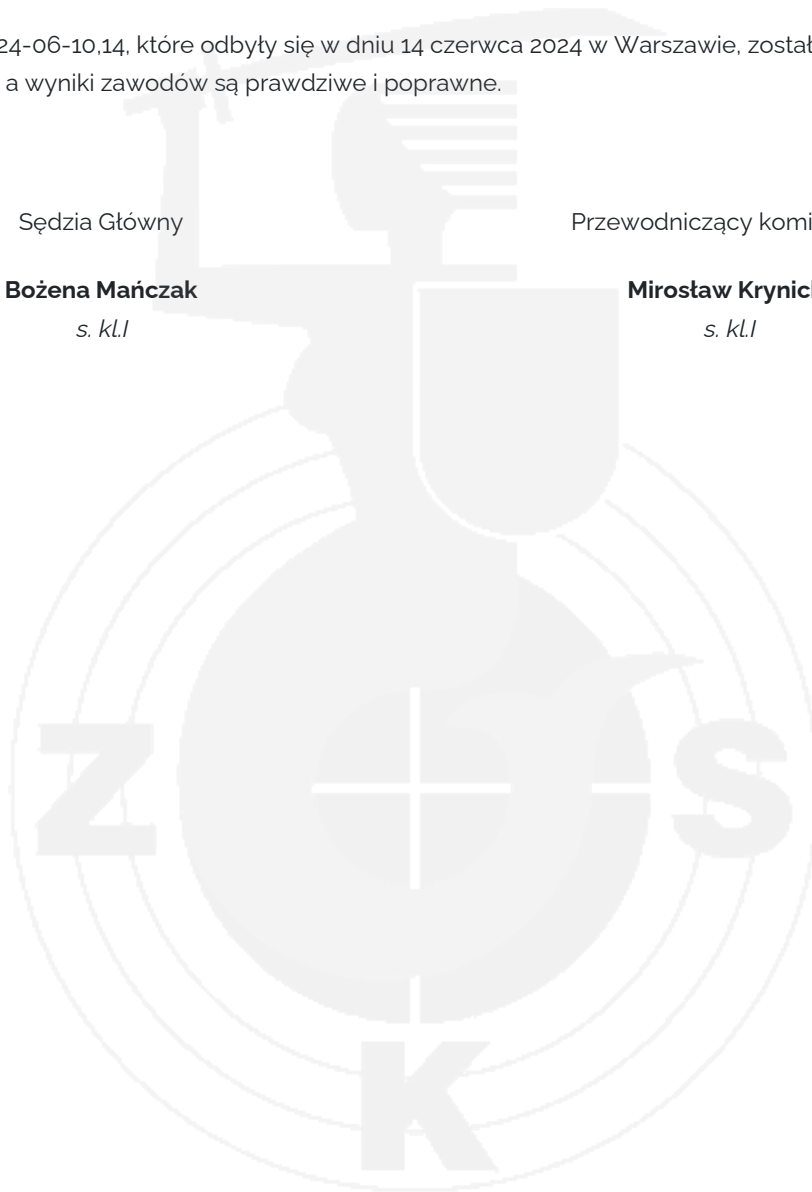 24-06-10,14, które odbyły się w dniu 14 czerwca 2024 w Warszawie, został
a wyniki zawodów są prawdziwe i poprawne.
Sędzia Główny Przewodniczący komi
Bożena Mańczak Mirosław Krynic
s. kl.I s. kl.I
Z S
K